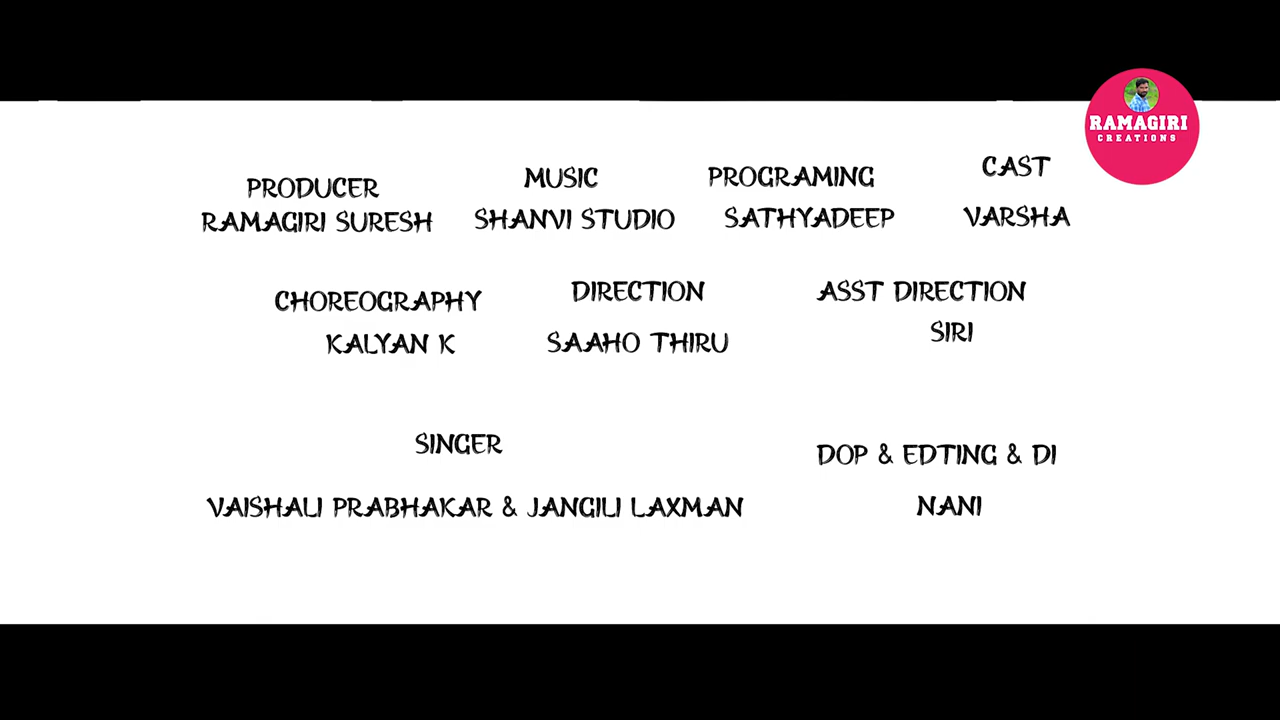 RAMAGIRI
CREATIONS
PRODUCER
RAMAGIRI SURESH
MUSIC
SHANVI STUDIO
PROGRAMING
SATHYADEEP
CAST
VARSHA
CHOREOGRAPHY
KALYAN K
DIRECTION
SAAHO THIRU
ASST DIRECTION
SIRI
SINGER
VAISHALI PRABHAKAR & JANGILI LAXMAN
DOP & EDTING & DI
NANI